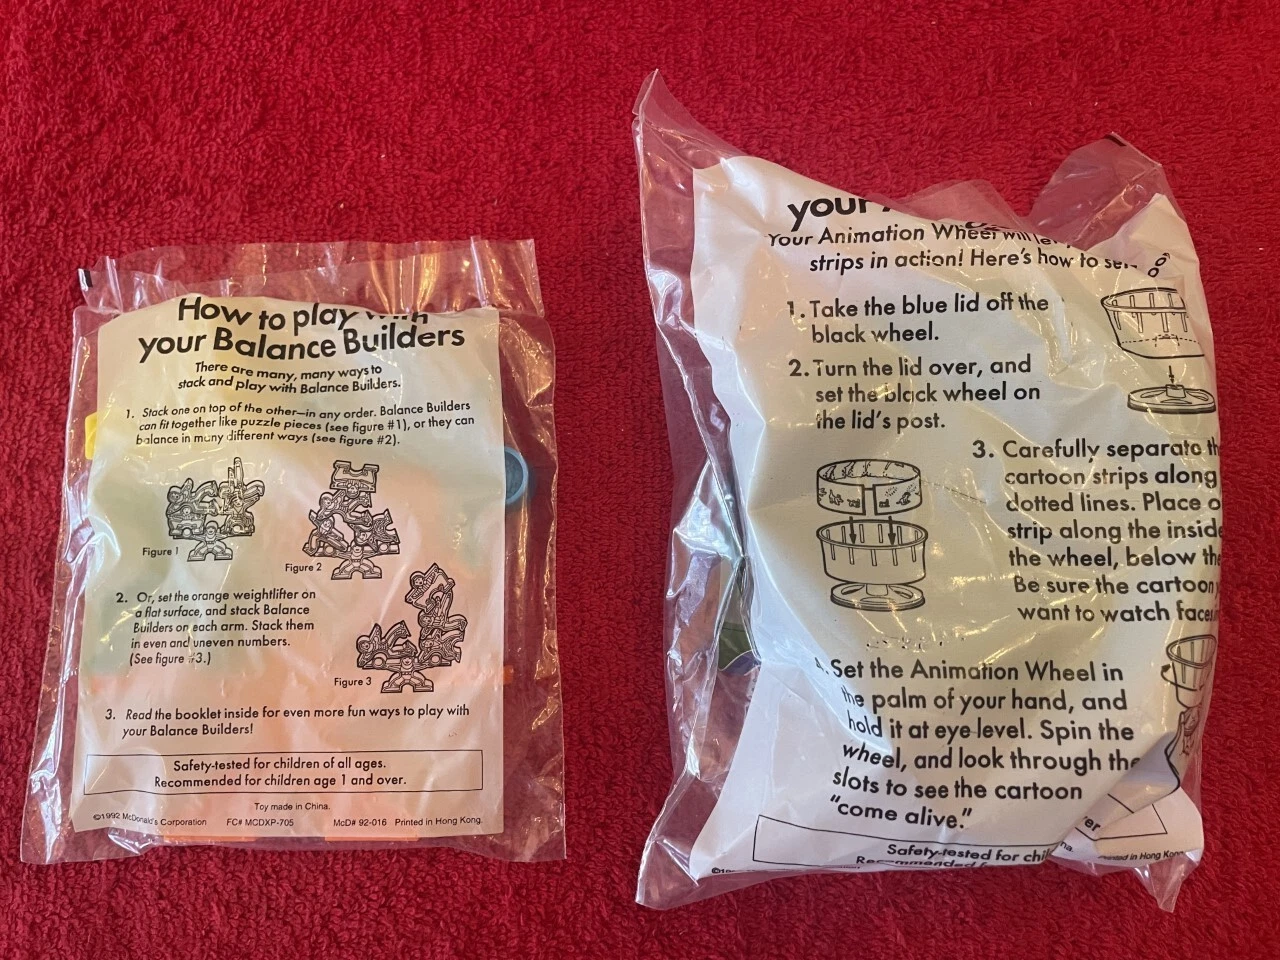 How to play with
your Balance Builders
There are many, many ways to
stack and play with Balance Builders.
1. Stack one on top of the other—in any order. Balance Builders
can fit together like puzzle pieces (see figure #1), or they can
balance in many different ways (see figure #2).
Figure 1
Figure 2
2. Or, set the orange weightlifter on
a flat surface, and stack Balance
Builders on each arm. Stack them
in even and uneven numbers.
(See figure #3.)
Figure 3
3. Read the booklet inside for even more fun ways to play with
your Balance Builders!
Safety-tested for children of all ages.
Recommended for children age 1 and over.
Toy made in China.
©1992 McDonald's Corporation FC# MCDXP-705 McD# 92-016 Printed in Hong Kong.
your
Your Animation Wheel will let
strips in action! Here's how to
1. Take the blue lid off the
black wheel.
2. Turn the lid over, and
set the black wheel on
the lid's post.
3. Carefully separate
cartoon strips along
dotted lines. Place
strip along the inside
the wheel, below the
Be sure the cartoon
want to watch faces
4. Set the Animation Wheel in
the palm of your hand, and
hold it at eye level. Spin the
wheel, and look through the
slots to see the cartoon
"come alive."
Safety-tested for
Recommended
Printed in Hong Kong